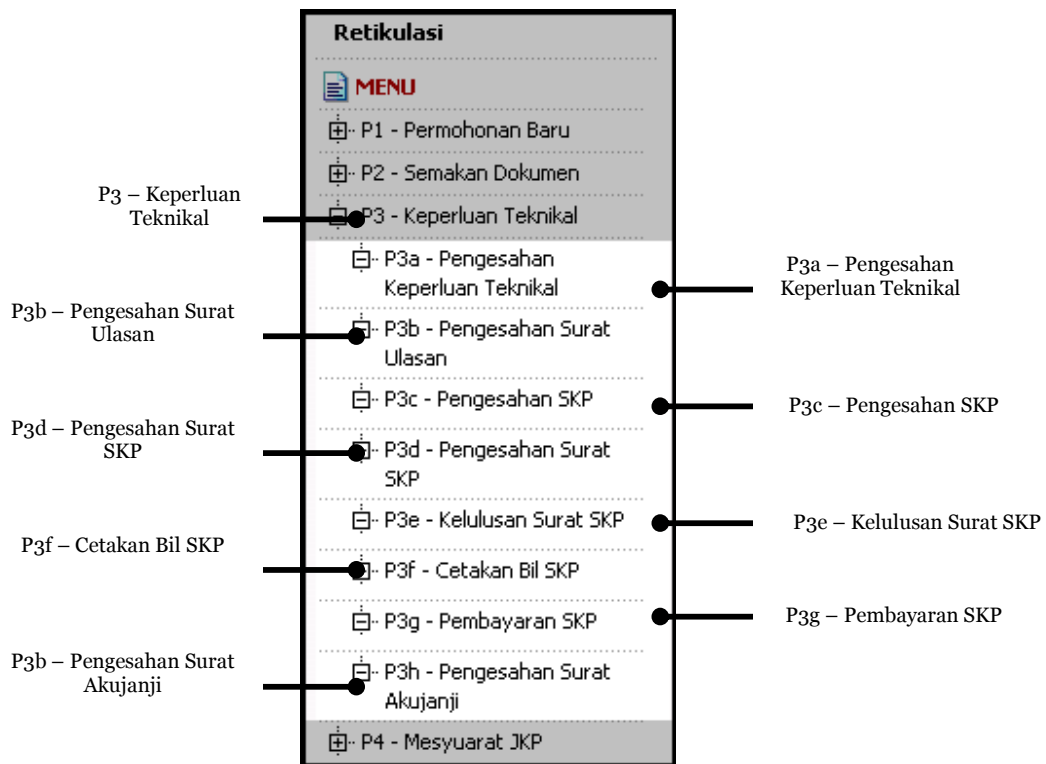 Retikulasi
MENU
P1 - Permohonan Baru
P2 - Semakan Dokumen
P3 - Keperluan Teknikal
P3a - Pengesahan
Keperluan Teknikal
P3b - Pengesahan Surat
Ulasan
P3c - Pengesahan SKP
P3d - Pengesahan Surat
SKP
P3e - Kelulusan Surat SKP
P3f - Cetakan Bil SKP
P3g - Pembayaran SKP
P3h - Pengesahan Surat
Akujanji
P4 - Mesyuarat JKP
P3 – Keperluan
Teknikal
P3b – Pengesahan Surat
Ulasan
P3d – Pengesahan Surat
SKP
P3f – Cetakan Bil SKP
P3b – Pengesahan Surat
Akujanji
P3a – Pengesahan
Keperluan Teknikal
P3c – Pengesahan SKP
P3e – Kelulusan Surat SKP
P3g – Pembayaran SKP